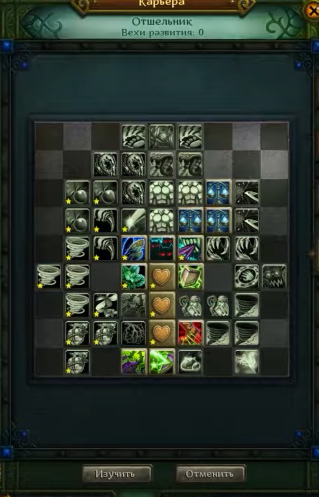 Карьера
Отшельник
Вехи развития: 0
Изучить
Отменить